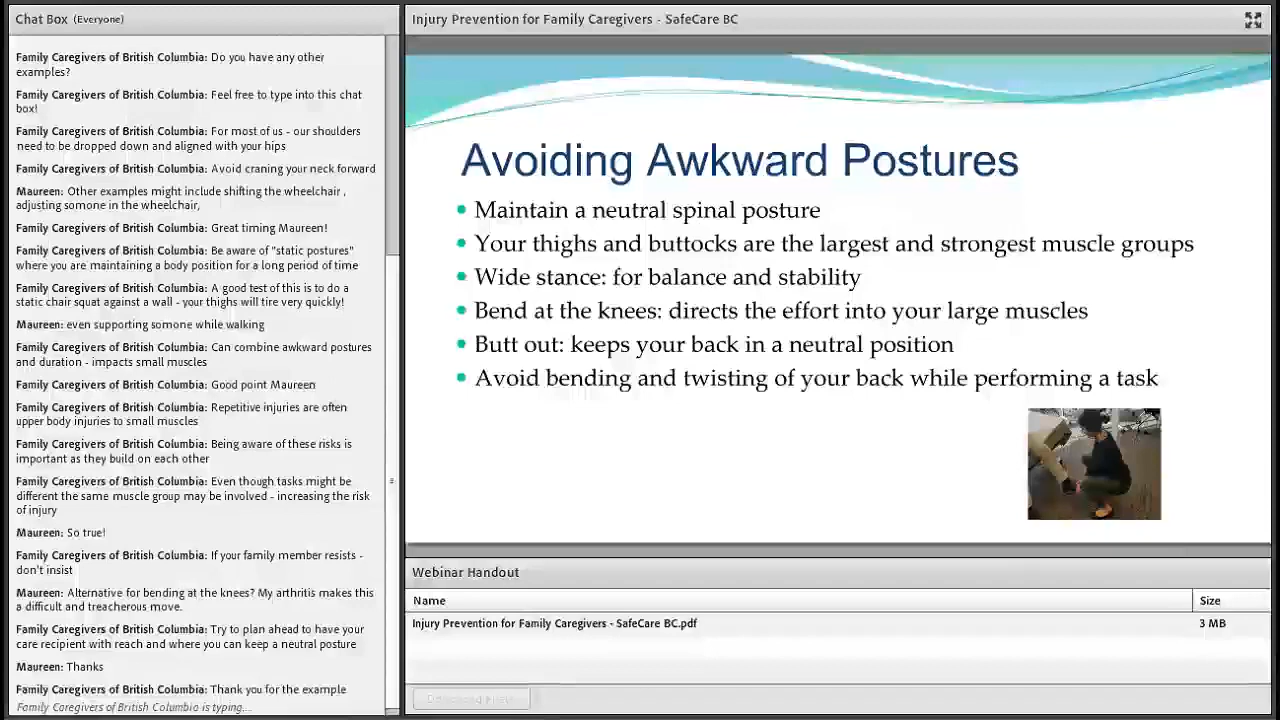 Chat Box (Everyone)
Family Caregivers of British Columbia: Do you have any other
examples?
Family Caregivers of British Columbia: Feel free to type into this chat
box!
Family Caregivers of British Columbia: For most of us - our shoulders
need to be dropped down and aligned with your hips
Family Caregivers of British Columbia: Avoid craning your neck forward
Maureen: Other examples might include shifting the wheelchair ,
adjusting somone in the wheelchair,
Family Caregivers of British Columbia: Great timing Maureen!
Family Caregivers of British Columbia: Be aware of "static postures"
where you are maintaining a body position for a long period of time
Family Caregivers of British Columbia: A good test of this is to do a
static chair squat against a wall - your thighs will tire very quickly!
Maureen: even supporting somone while walking
Family Caregivers of British Columbia: Can combine awkward postures
and duration - impacts small muscles
Family Caregivers of British Columbia: Good point Maureen
Family Caregivers of British Columbia: Repetitive injuries are often
upper body injuries to small muscles
Family Caregivers of British Columbia: Being aware of these risks is
important as they build on each other
Family Caregivers of British Columbia: Even though tasks might be
different the same muscle group may be involved - increasing the risk
of injury
Maureen: So true!
Family Caregivers of British Columbia: If your family member resists -
don't insist
Maureen: Alternative for bending at the knees? My arthritis makes this
a difficult and treacherous move.
Family Caregivers of British Columbia: Try to plan ahead to have your
care recipient with reach and where you can keep a neutral posture
Maureen: Thanks
Family Caregivers of British Columbia: Thank you for the example
Family Caregivers of British Columbia is typing...
Injury Prevention for Family Caregivers - SafeCare BC
Avoiding Awkward Postures
• Maintain a neutral spinal posture
• Your thighs and buttocks are the largest and strongest muscle groups
• Wide stance: for balance and stability
• Bend at the knees: directs the effort into your large muscles
• Butt out: keeps your back in a neutral position
• Avoid bending and twisting of your back while performing a task
Webinar Handout
Name Size
Injury Prevention for Family Caregivers - SafeCare BC.pdf 3 MB